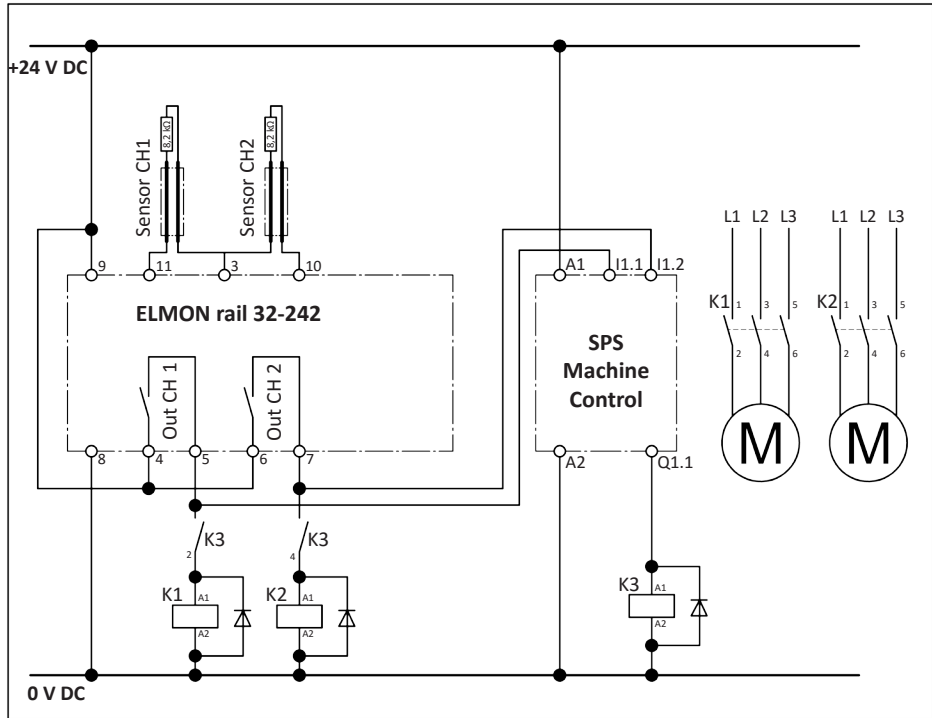 +24 V DC
8,2 kΩ
8,2 kΩ
Sensor CH1
Sensor CH2
L1 L2 L3
L1 L2 L3
9
11
3
10
A1
I1.1
I1.2
ELMON rail 32-242
K1
1
3
5
K2
1
3
5
SPS
Machine
Control
2
4
6
2
4
6
Out CH 1
Out CH 2
M
M
8
4
5
6
7
A2
Q1.1
K3
2
K3
4
K1
A1
A2
K2
A1
A2
K3
A1
A2
0 V DC